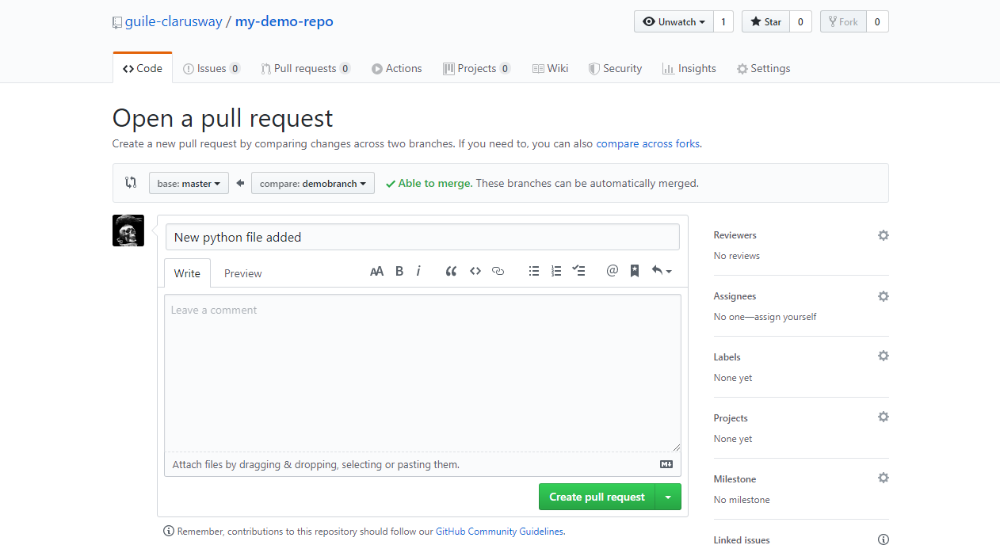 guile-clarusway / my-demo-repo
Unwatch 1 Star 0 Fork 0
Code Issues 0 Pull requests 0 Actions Projects 0 Wiki Security Insights Settings
Open a pull request
Create a new pull request by comparing changes across two branches. If you need to, you can also compare across forks.
base: master compare: demobranch Able to merge. These branches can be automatically merged.
New python file added
Write Preview AA B i @
Leave a comment
Attach files by dragging & dropping, selecting or pasting them.
Create pull request
Remember, contributions to this repository should follow our GitHub Community Guidelines.
Reviewers
No reviews
Assignees
No one—assign yourself
Labels
None yet
Projects
None yet
Milestone
No milestone
Linked issues